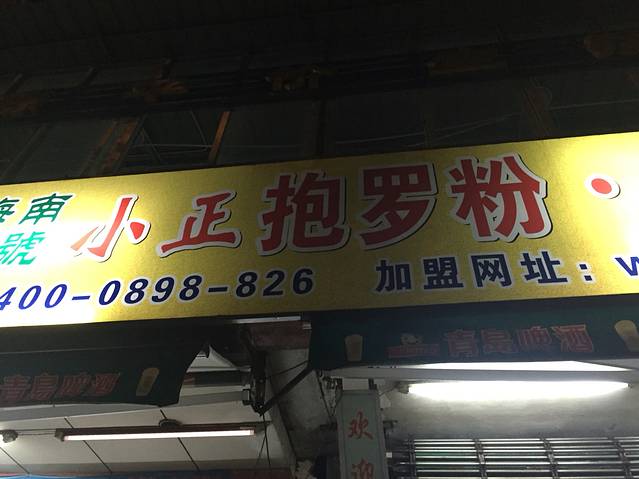 海南
號
小正抱罗粉·
400-0898-826 加盟网址：w
青島啤酒
青島啤酒
欢迎